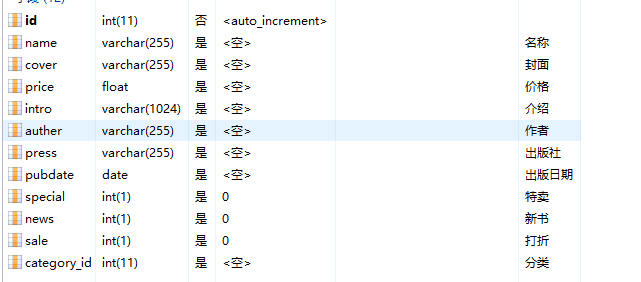 id int(11) 否 <auto_increment>
name varchar(255) 是 <空> 名称
cover varchar(255) 是 <空> 封面
price float 是 <空> 价格
intro varchar(1024) 是 <空> 介绍
auther varchar(255) 是 <空> 作者
press varchar(255) 是 <空> 出版社
pubdate date 是 <空> 出版日期
special int(1) 是 0 特卖
news int(1) 是 0 新书
sale int(1) 是 0 打折
category_id int(11) 是 <空> 分类